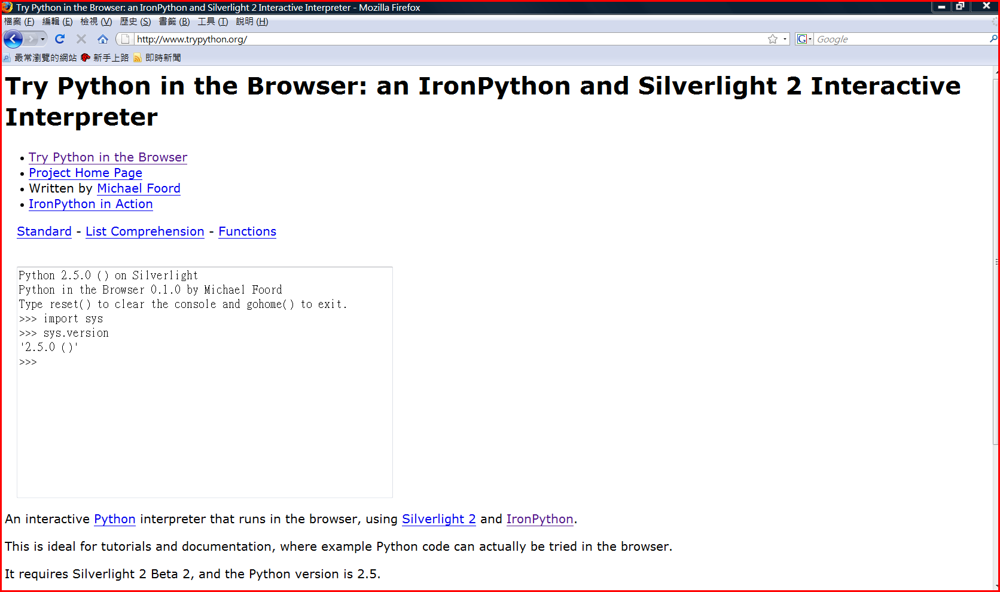 Try Python in the Browser: an IronPython and Silverlight 2 Interactive Interpreter - Mozilla Firefox
檔案 (F) 編輯 (E) 檢視 (V) 歷史 (S) 書籤 (B) 工具 (T) 說明 (H)
http://www.trypython.org/ G Google
最常瀏覽的網站 新手上路 即時新聞
Try Python in the Browser: an IronPython and Silverlight 2 Interactive
Interpreter
• Try Python in the Browser
• Project Home Page
• Written by Michael Foord
• IronPython in Action
Standard - List Comprehension - Functions
Python 2.5.0 () on Silverlight
Python in the Browser 0.1.0 by Michael Foord
Type reset() to clear the console and gohome() to exit.
>>> import sys
>>> sys.version
'2.5.0 ()'
>>>
An interactive Python interpreter that runs in the browser, using Silverlight 2 and IronPython.
This is ideal for tutorials and documentation, where example Python code can actually be tried in the browser.
It requires Silverlight 2 Beta 2, and the Python version is 2.5.